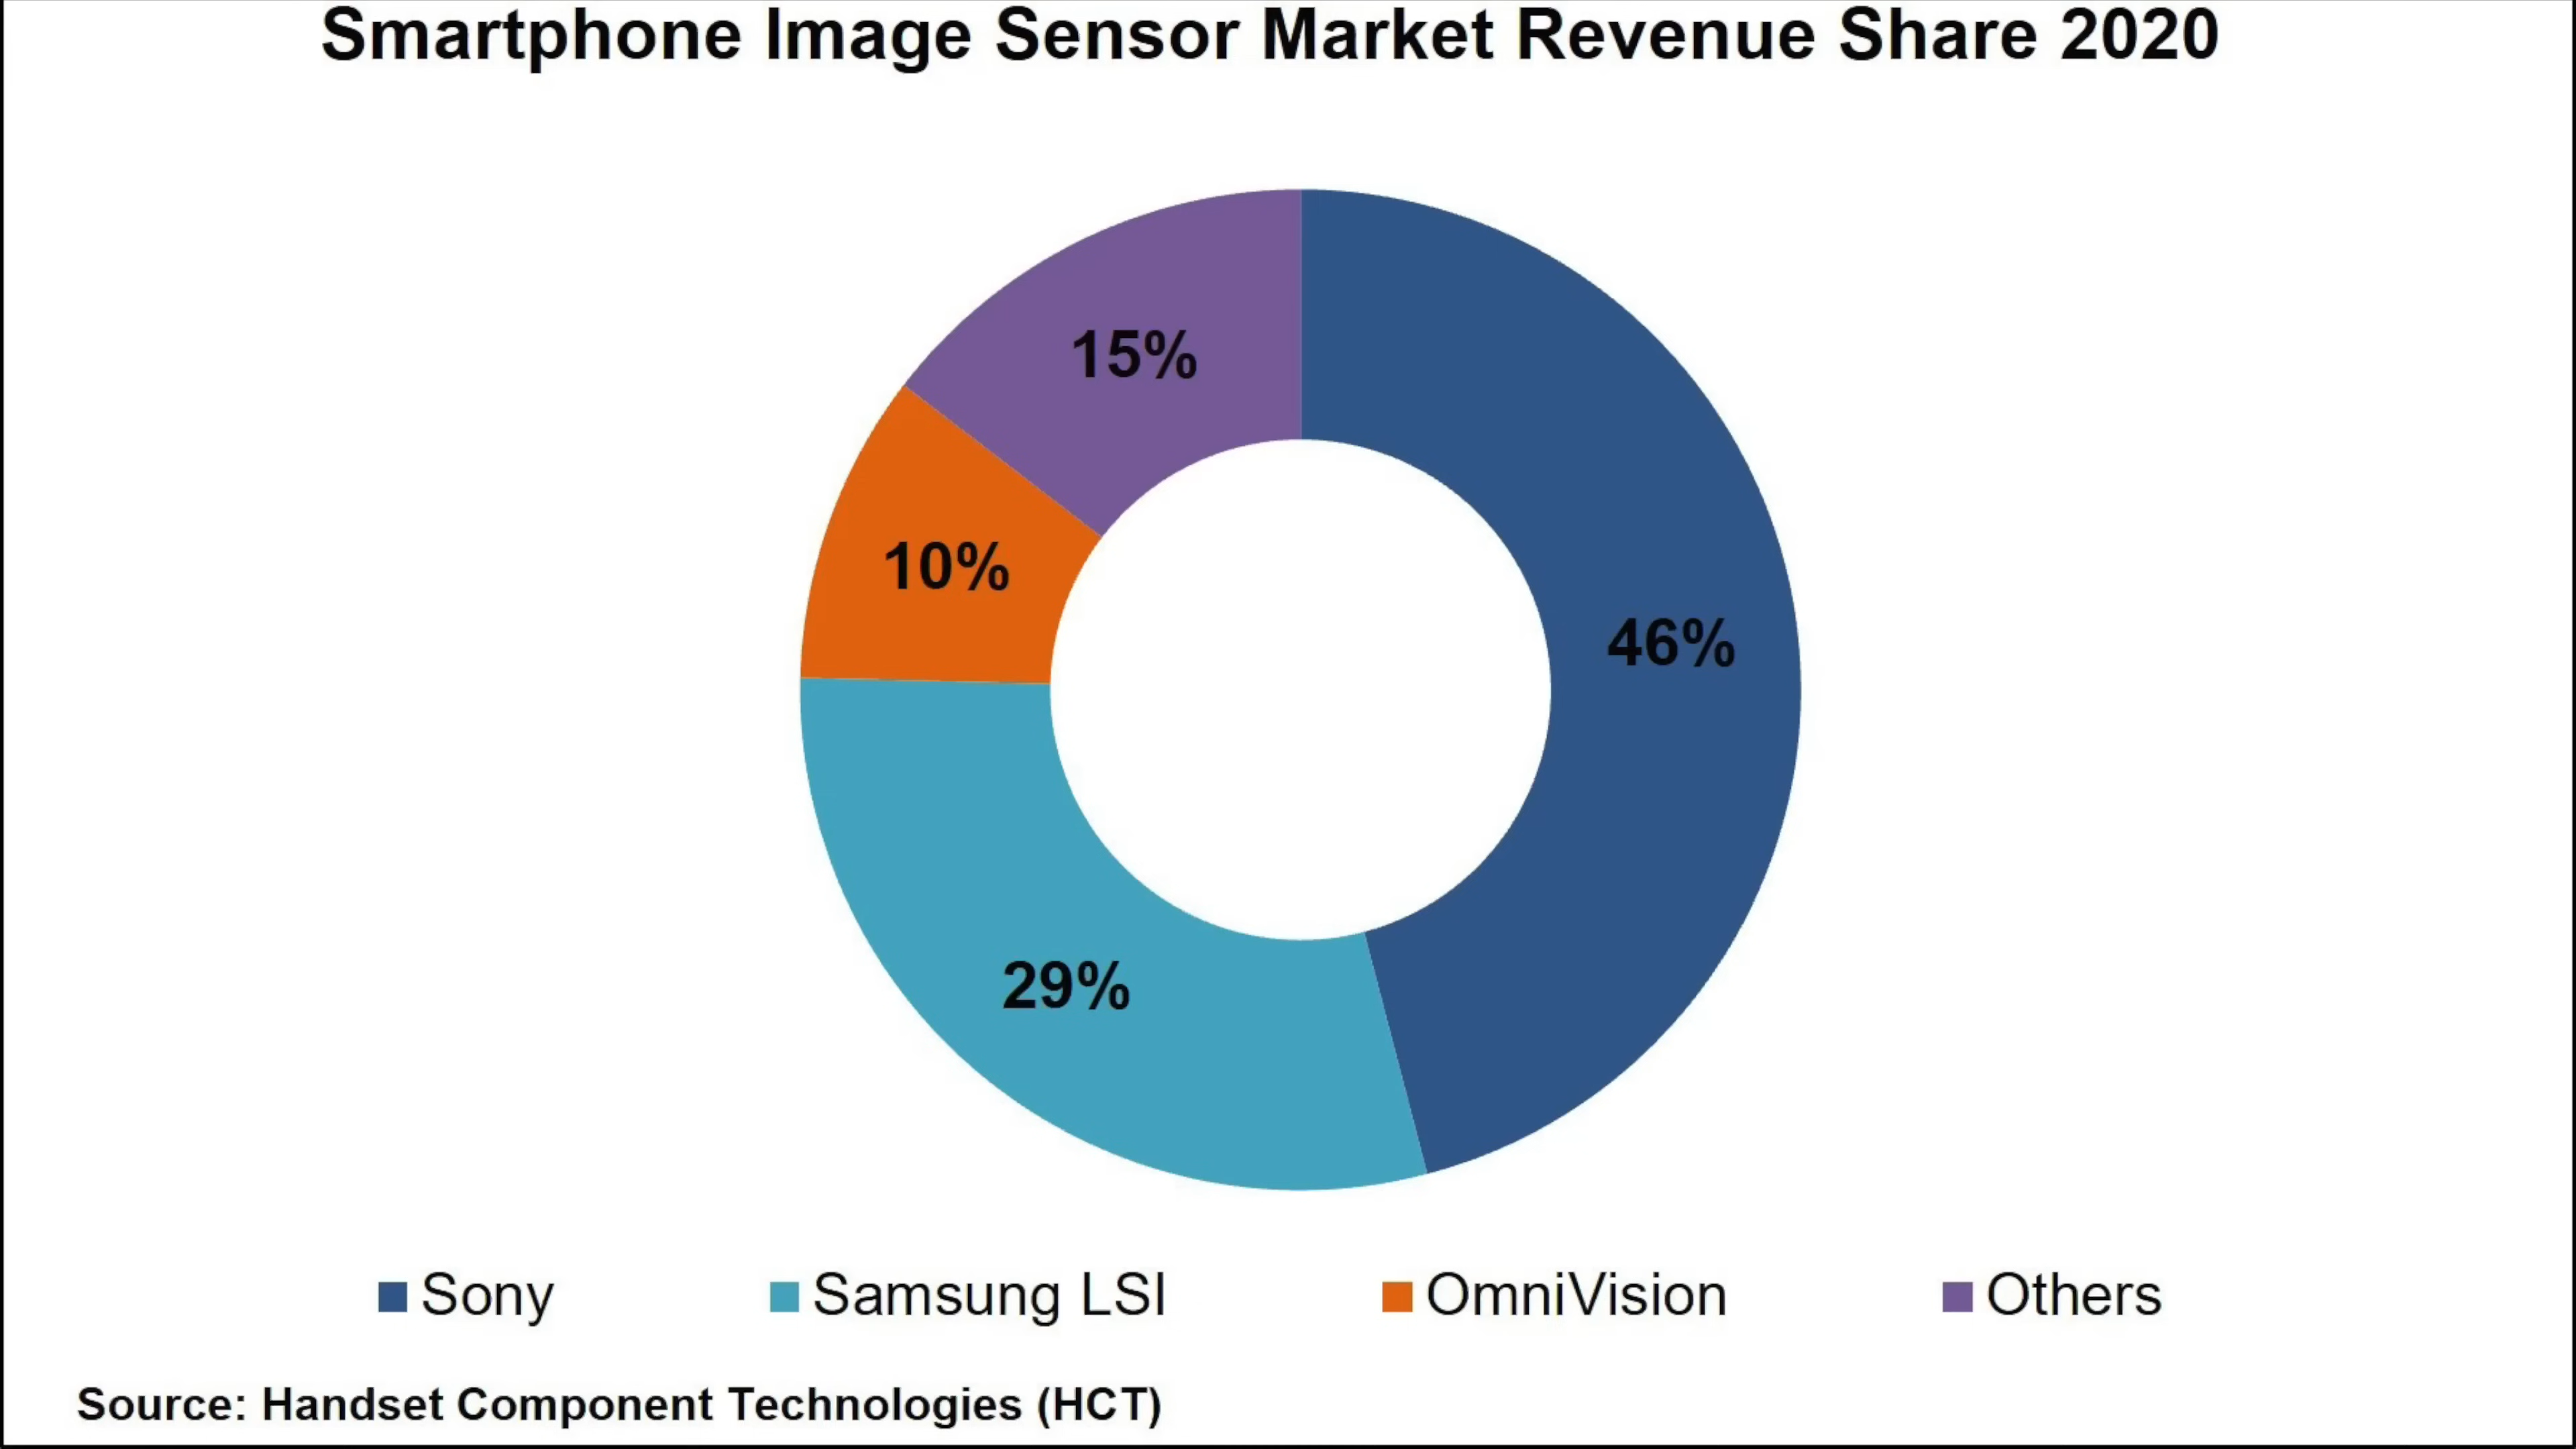 Smartphone Image Sensor Market Revenue Share 2020
15%
10%
46%
29%
Sony
Samsung LSI
OmniVision
Others
Source: Handset Component Technologies (HCT)